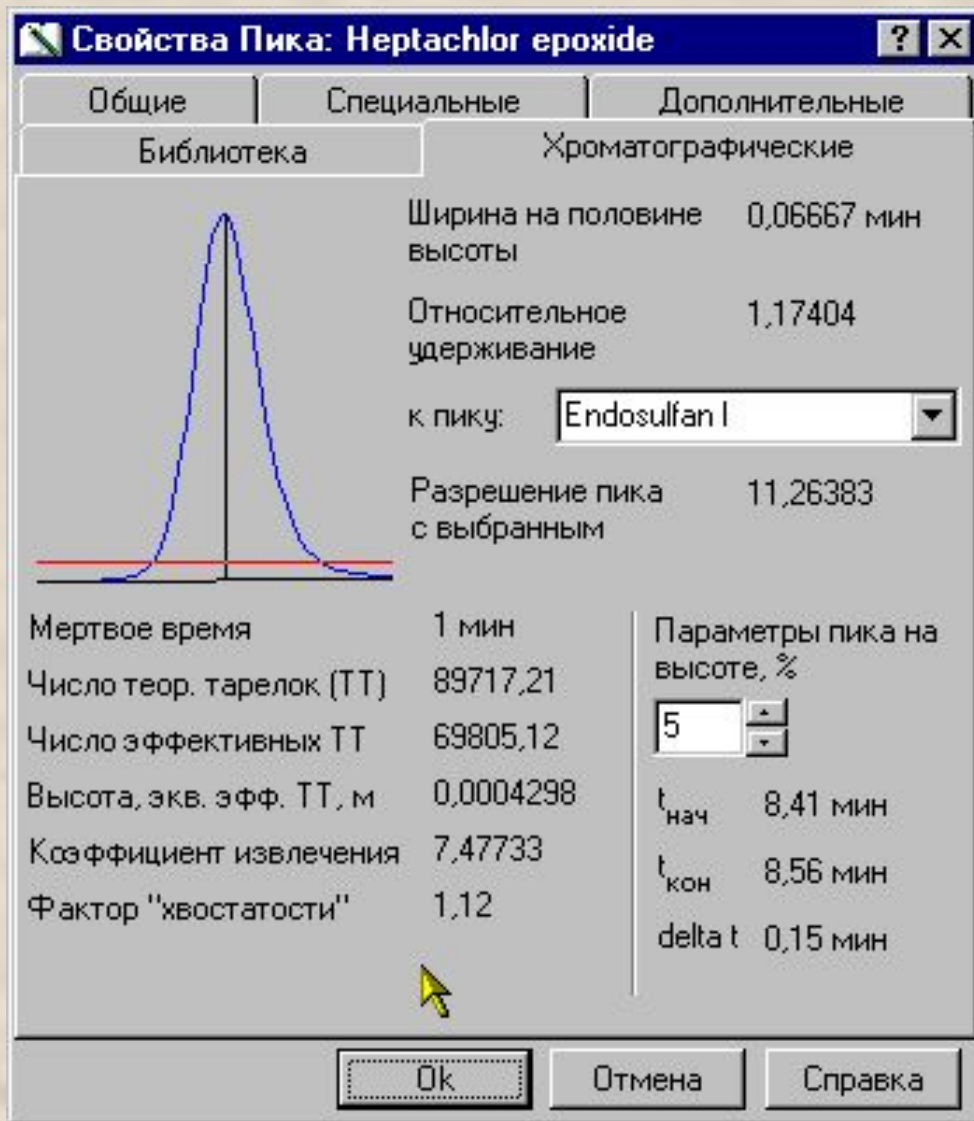 Свойства Пика: Heptachlor epoxide
Общие
Специальные
Дополнительные
Библиотека
Хроматографические
Ширина на половине 0,06667 мин
высоты
Относительное 1,17404
удерживание
к пику: Endosulfan I
Разрешение пика 11,26383
с выбранным
Мертвое время 1 мин
Число теор. тарелок (ТТ) 89717,21
Число эффективных ТТ 69805,12
Высота, экв. эфф. ТТ, м 0,0004298
Коэффициент извлечения 7,47733
Фактор "хвостатости" 1,12
Параметры пика на
высоте, %
5
tнач 8,41 мин
tкон 8,56 мин
delta t 0,15 мин
Ok
Отмена
Справка